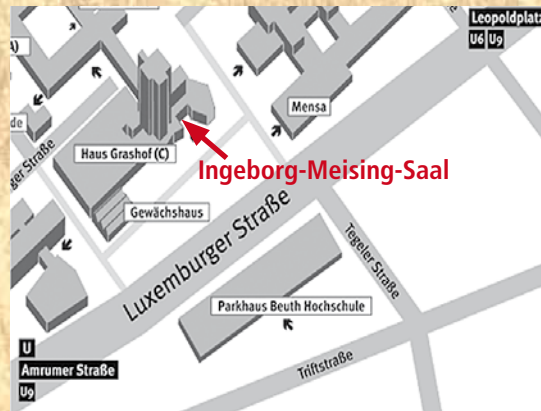 Leopoldplatz
U6 U9
Mensa
Haus Grashof (C)
Ingeborg-Meising-Saal
Gewächshaus
Luxemburger Straße
Tegeler Straße
Parkhaus Beuth Hochschule
Triftstraße
U
Amrumer Straße
U9